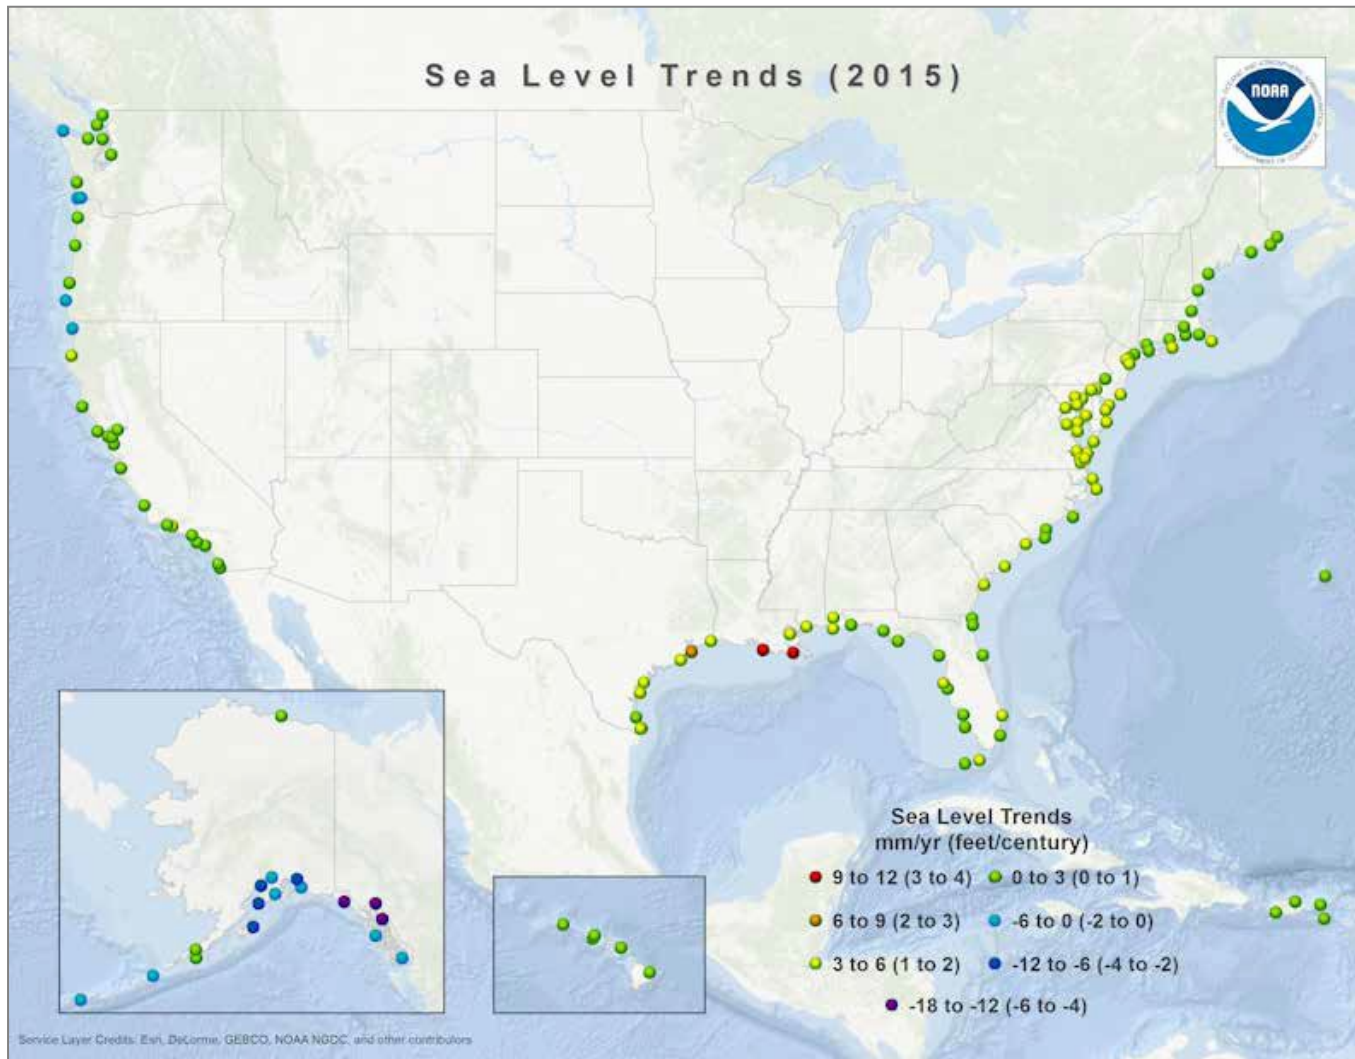 Sea Level Trends (2015)
NOAA
Sea Level Trends
mm/yr (feet/century)
9 to 12 (3 to 4)
0 to 3 (0 to 1)
6 to 9 (2 to 3)
-6 to 0 (-2 to 0)
3 to 6 (1 to 2)
-12 to -6 (-4 to -2)
-18 to -12 (-6 to -4)
Service Layer Credits: Esri, DeLorme, GEBCO, NOAA NGDC, and other contributors